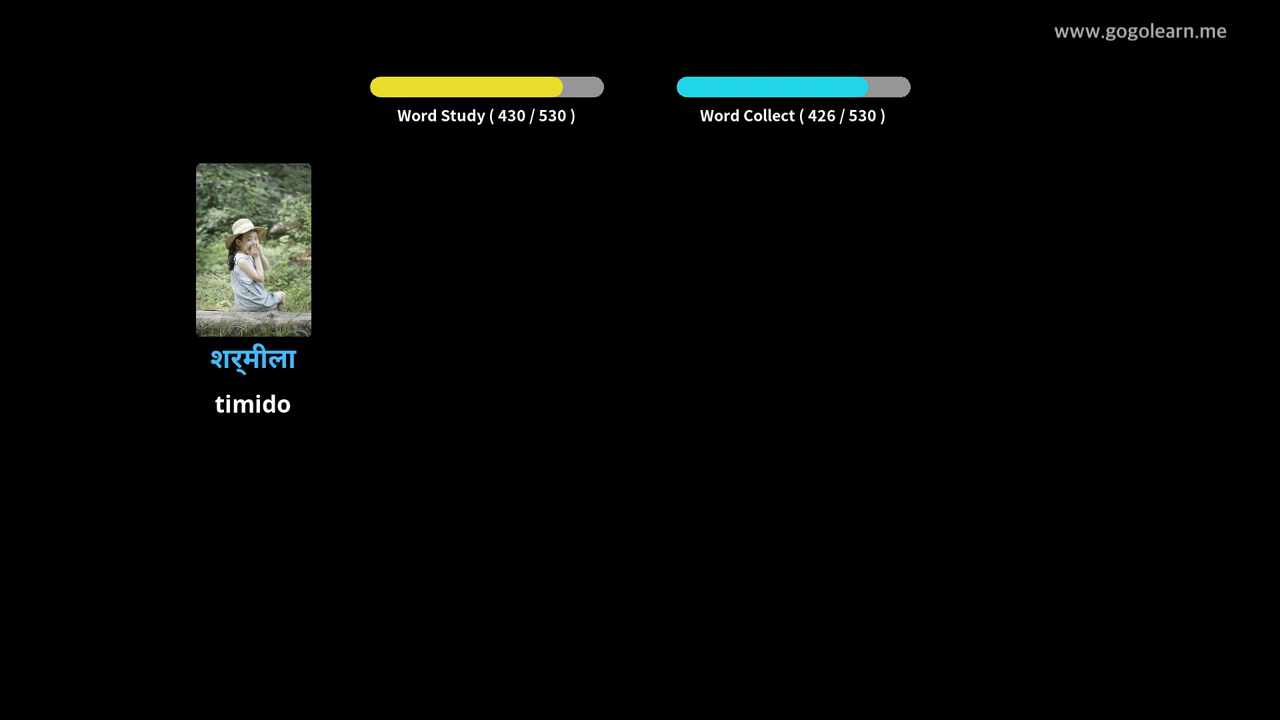 www.gogolearn.me
Word Study ( 430 / 530 )
Word Collect ( 426 / 530 )
शर्मीला
timido